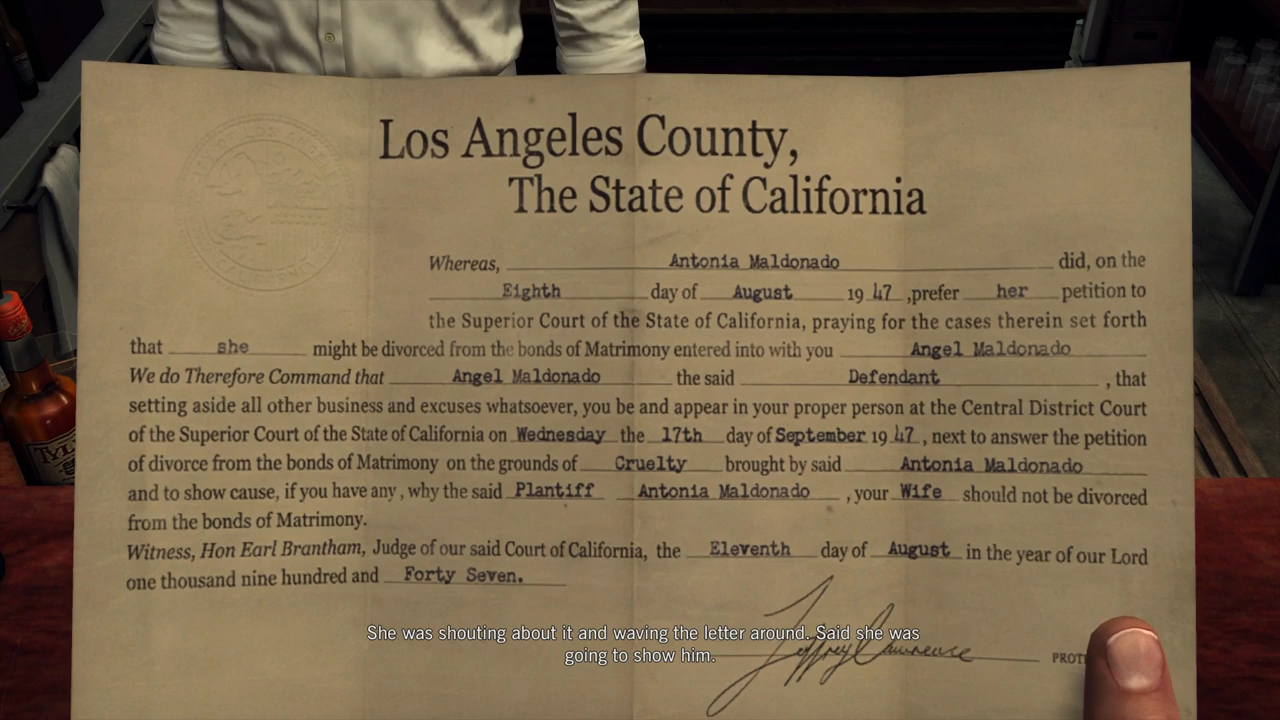 Los Angeles County,
The State of California
Whereas, Antonia Maldonado did, on the
Eighth day of August 19 47 ,prefer her petition to
the Superior Court of the State of California, praying for the cases therein set forth
that she might be divorced from the bonds of Matrimony entered into with you Angel Maldonado
We do Therefore Command that Angel Maldonado the said Defendant , that
setting aside all other business and excuses whatsoever, you be and appear in your proper person at the Central District Court
of the Superior Court of the State of California on Wednesday the 17th day of September 19 47 , next to answer the petition
of divorce from the bonds of Matrimony on the grounds of Cruelty brought by said Antonia Maldonado
and to show cause, if you have any , why the said Plantiff Antonia Maldonado , your Wife should not be divorced
from the bonds of Matrimony.
Witness, Hon Earl Brantham, Judge of our said Court of California, the Eleventh day of August in the year of our Lord
one thousand nine hundred and Forty Seven.
She was shouting about it and waving the letter around. Said she was
going to show him.
Jeffrey Lawrence